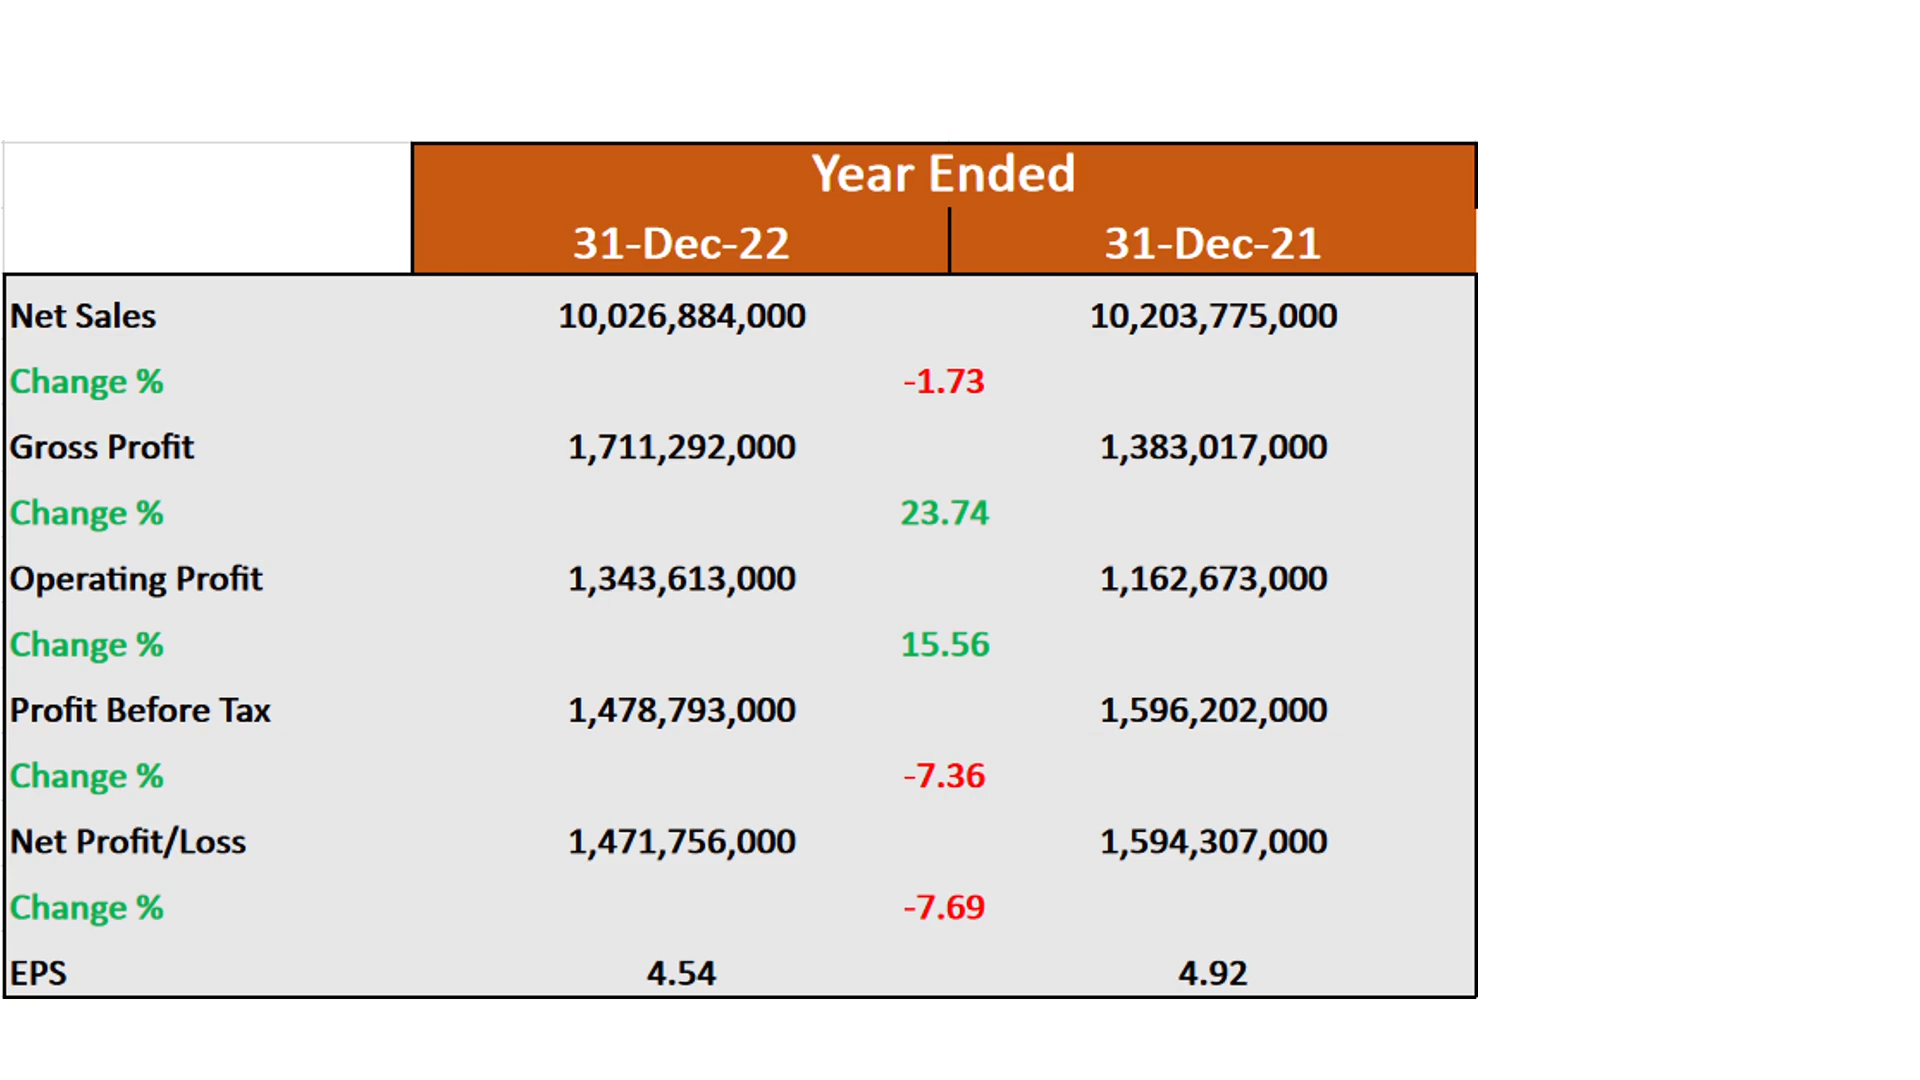 Year Ended
31-Dec-22 31-Dec-21
Net Sales 10,026,884,000 10,203,775,000
Change % -1.73
Gross Profit 1,711,292,000 1,383,017,000
Change % 23.74
Operating Profit 1,343,613,000 1,162,673,000
Change % 15.56
Profit Before Tax 1,478,793,000 1,596,202,000
Change % -7.36
Net Profit/Loss 1,471,756,000 1,594,307,000
Change % -7.69
EPS 4.54 4.92